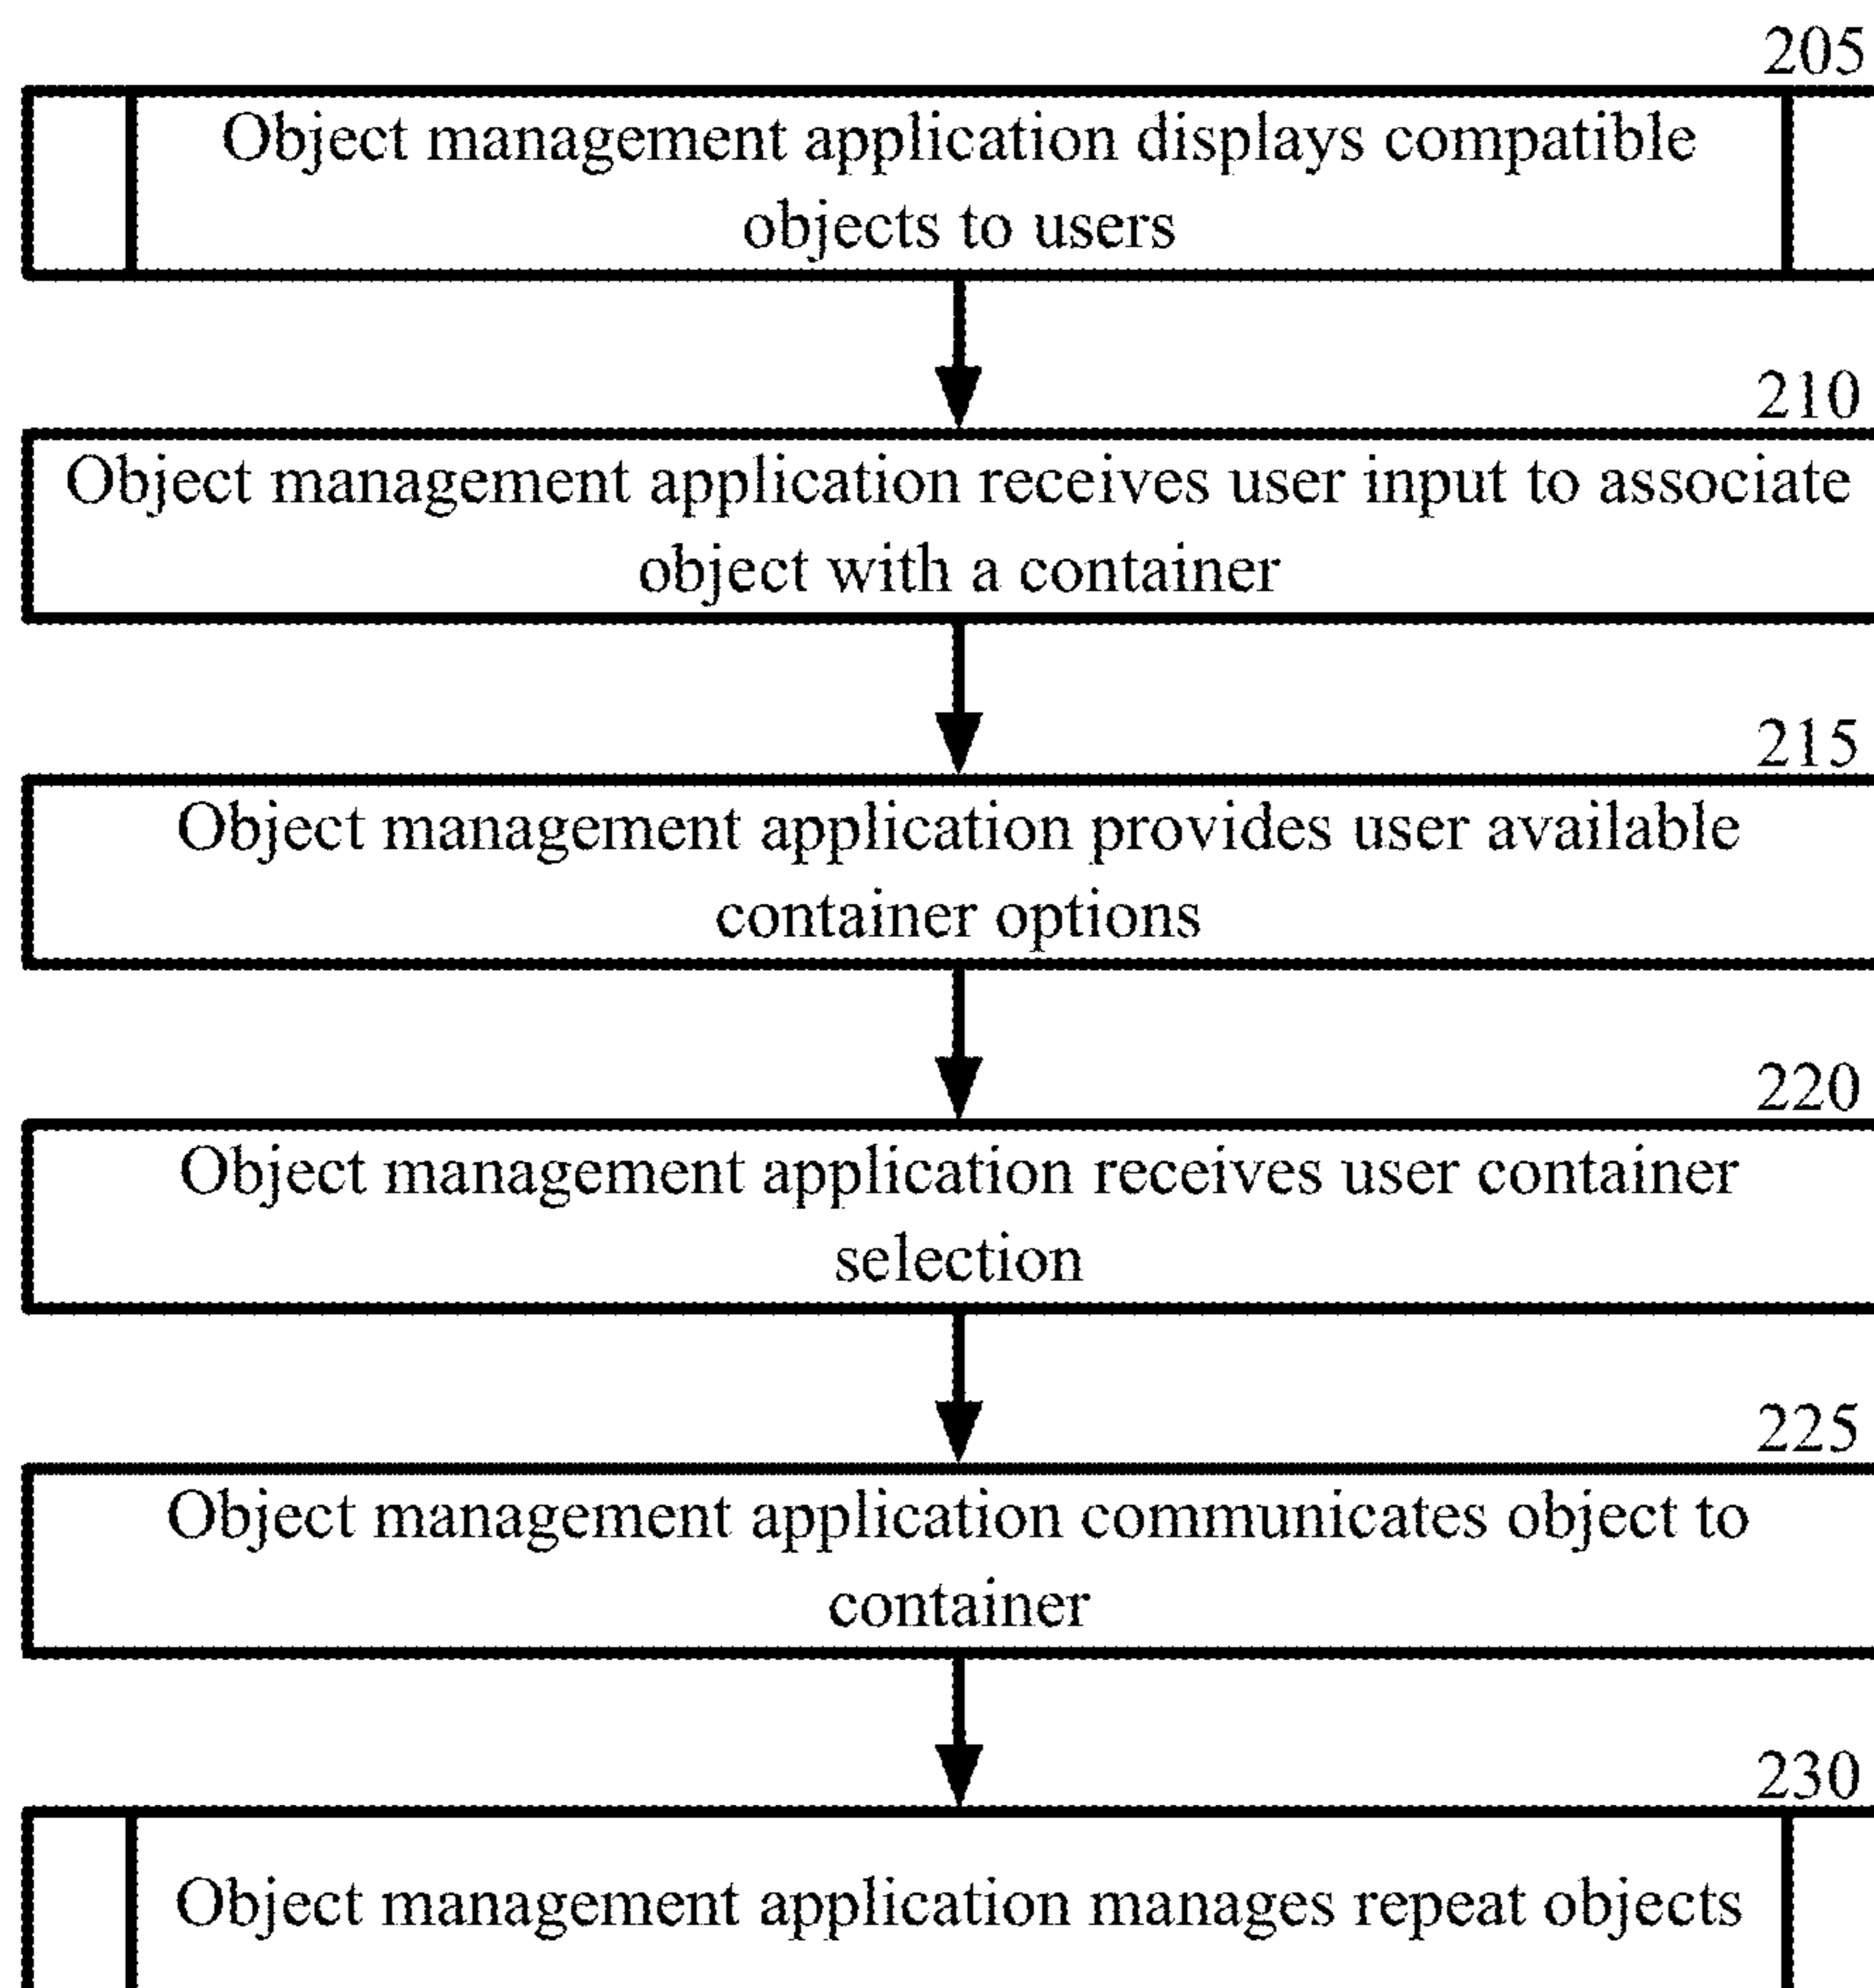 205
Object management application displays compatible
objects to users
210
Object management application receives user input to associate
object with a container
215
Object management application provides user available
container options
220
Object management application receives user container
selection
225
Object management application communicates object to
container
230
Object management application manages repeat objects